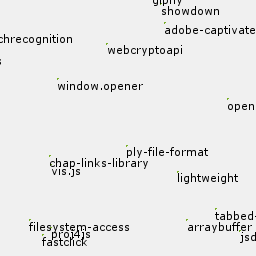 giphy
showdown
adobe-captivate
chrecognition
webcryptoapi
s
window.opener
open
ply-file-format
chap-links-library
vis.js
lightweight
tabbed-
filesystem-access
arraybuffer
proj4js
jsd
fastclick